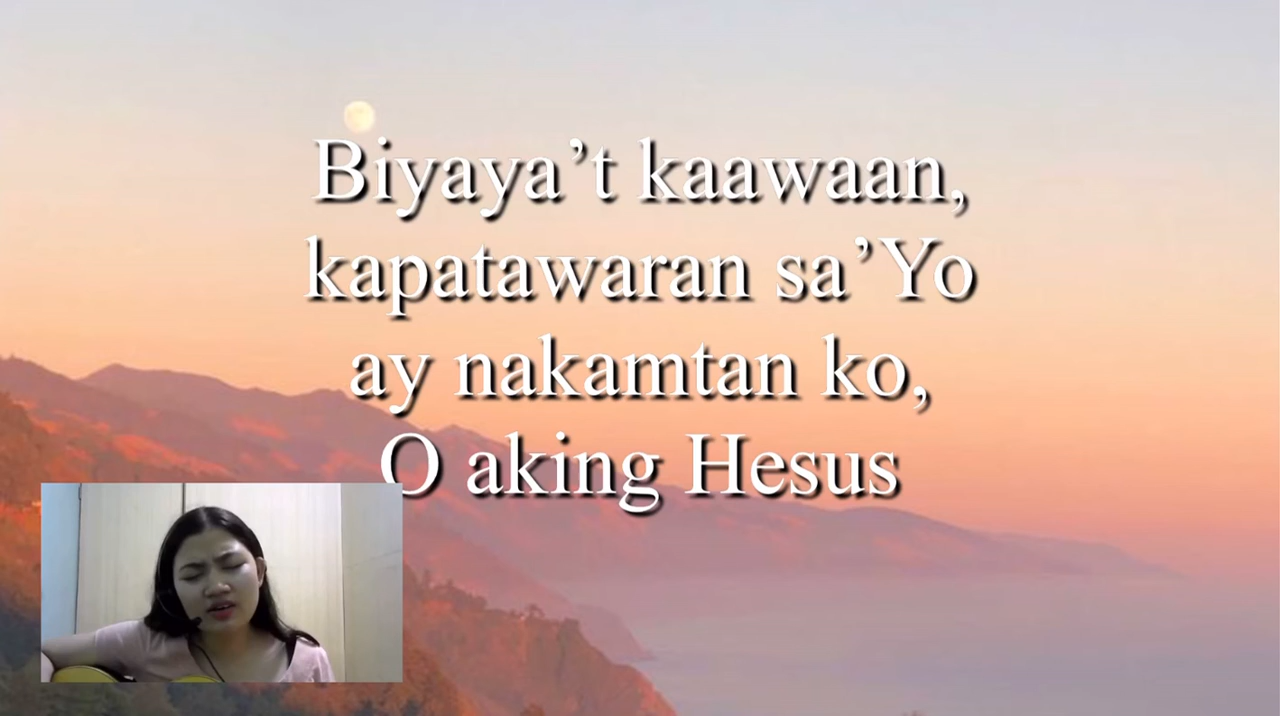 Biyaya’t kaawaan,
kapatawaran sa’Yo
ay nakamtan ko,
O aking Hesus